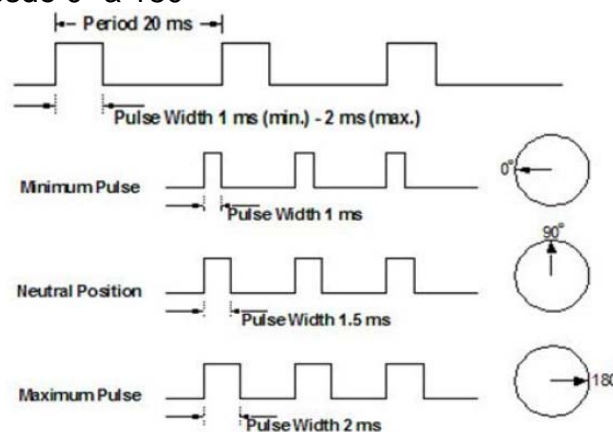 Period 20 ms
Pulse Width 1 ms (min.) - 2 ms (max.)
Minimum Pulse
Pulse Width 1 ms
0°
Neutral Position
Pulse Width 1.5 ms
90°
Maximum Pulse
Pulse Width 2 ms
180